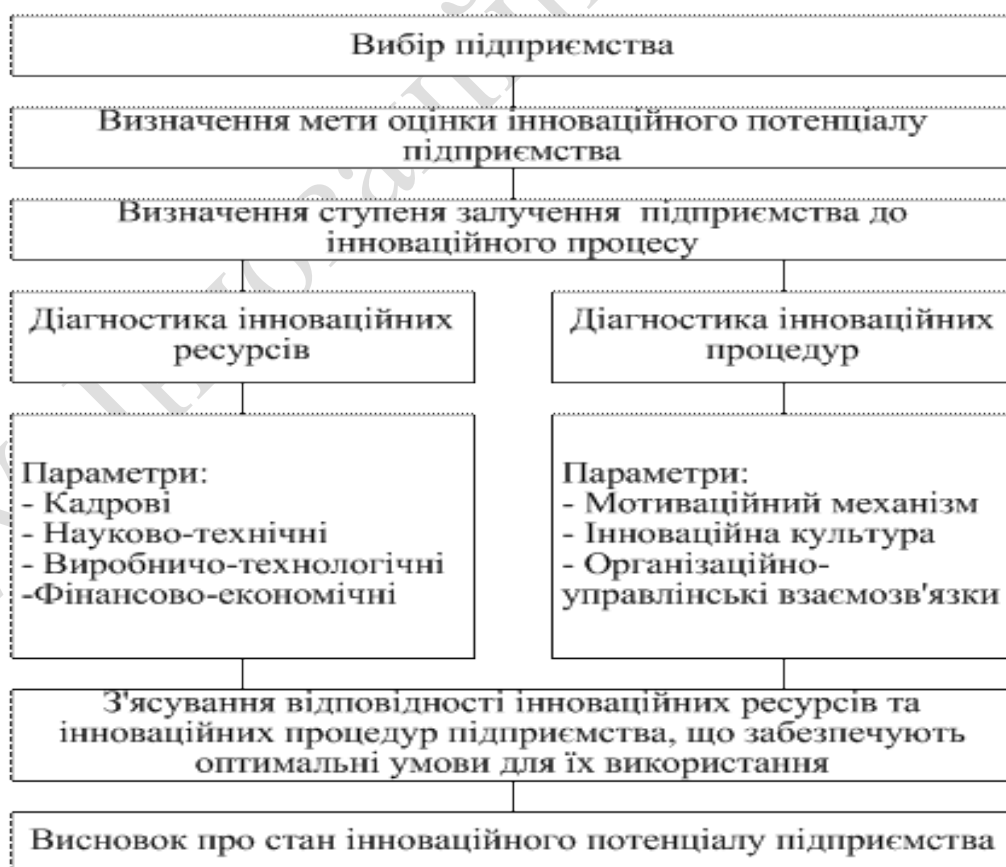 Вибір підприємства
Визначення мети оцінки інноваційного потенціалу
підприємства
Визначення ступеня залучення підприємства до
інноваційного процесу
Діагностика інноваційних
ресурсів
Діагностика інноваційних
процедур
Параметри:
- Кадрові
- Науково-технічні
- Виробничо-технологічні
-Фінансово-економічні
Параметри:
- Мотиваційний механізм
- Інноваційна культура
- Організаційно-
управлінські взаємозв'язки
З'ясування відповідності інноваційних ресурсів та
інноваційних процедур підприємства, що забезпечують
оптимальні умови для їх використання
Висновок про стан інноваційного потенціалу підприємства